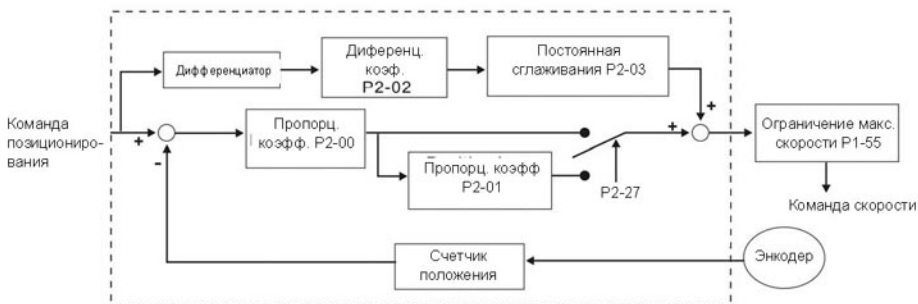 Дифференциатор
Диференц.
коэф.
P2-02
Постоянная
сглаживания P2-03
+
Команда
позициониро-
вания
+
-
Пропорц.
коэфф. P2-00
Пропорц. коэфф
P2-01
P2-27
+
Ограничение макс.
скорости P1-55
Команда скорости
Счетчик
положения
Энкодер